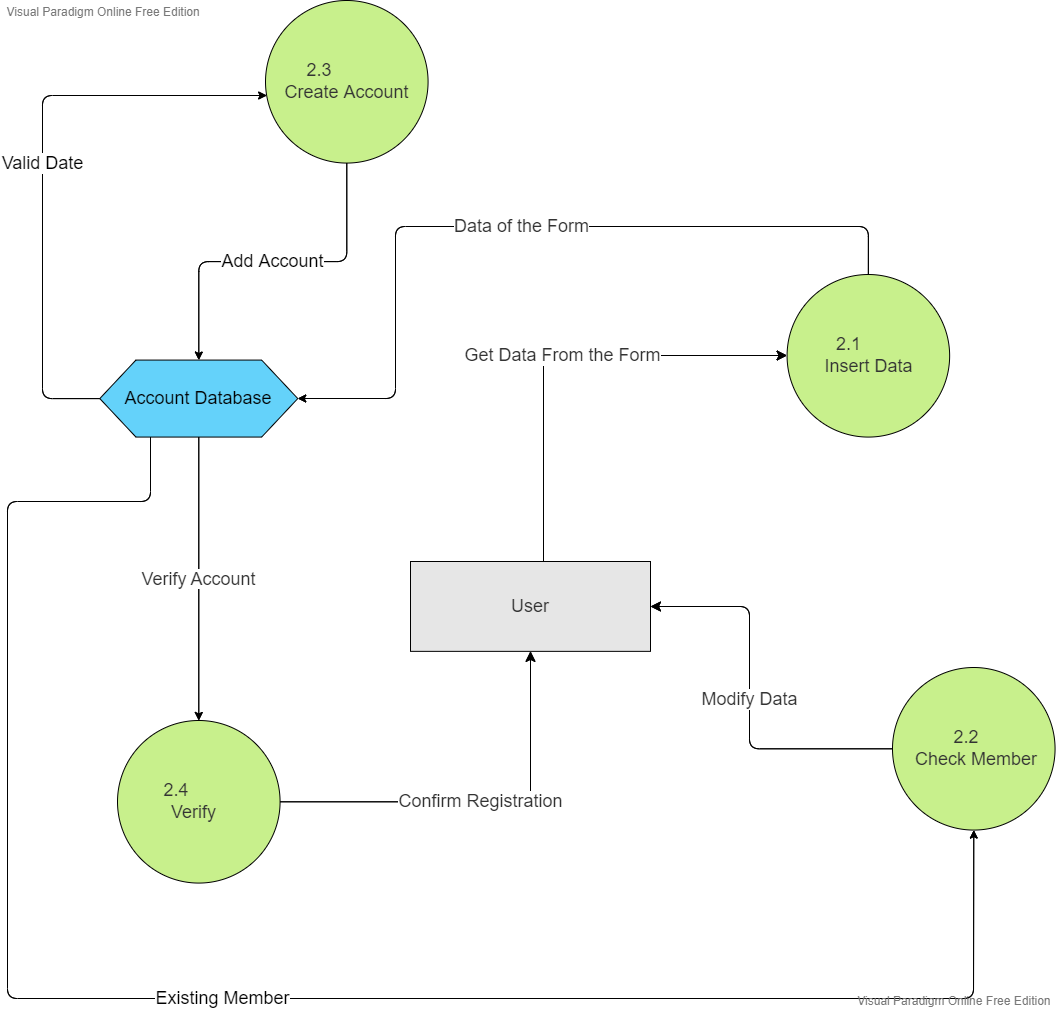 Visual Paradigm Online Free Edition
2.3
Create Account
Valid Date
Data of the Form
Add Account
2.1
Insert Data
Get Data From the Form
Account Database
Verify Account
User
Modify Data
2.2
Check Member
2.4
Verify
Confirm Registration
Existing Member
Visual Paradigm Online Free Edition